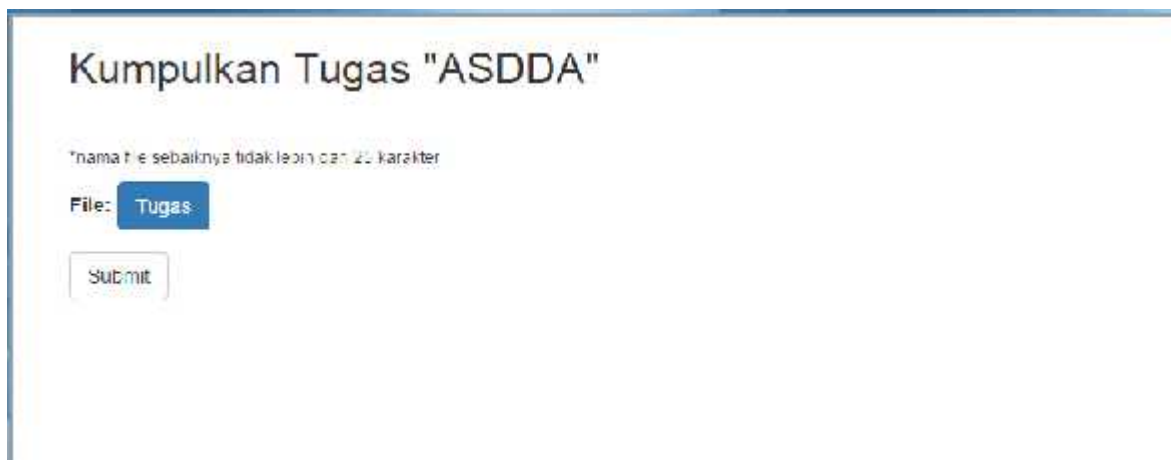 Kumpulkan Tugas "ASDDA"
*nama file sebaiknya tidak lebih dari karakter
File: Tugas
Submit